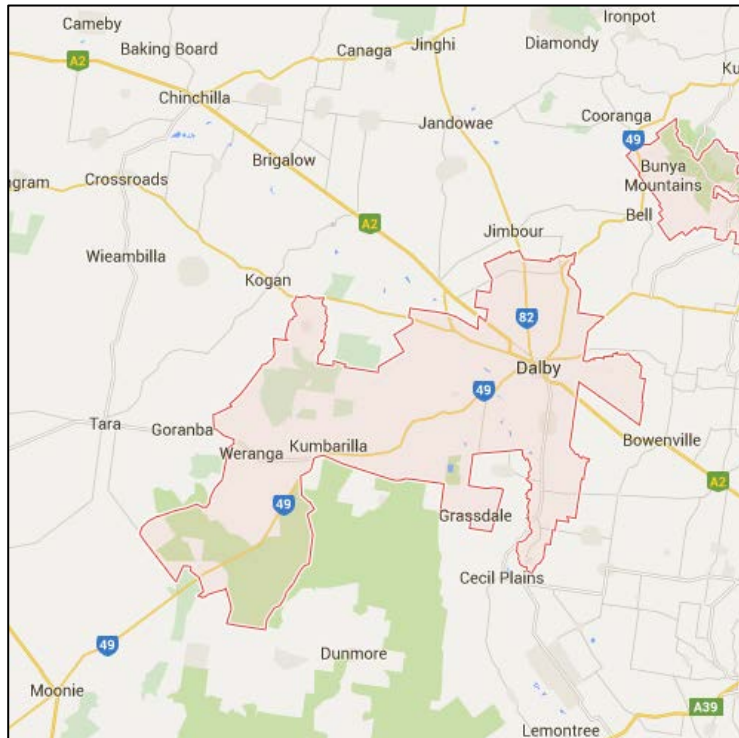 Ironpot
Cameby
Baking Board
Canaga
Jinghi
Diamondy
A2
Ku
Chinchilla
Cooranga
Jandowae
49
Brigalow
Bunya
Mountains
ngram
Crossroads
A2
Bell
Jimbour
Wieambilla
Kogan
82
Dalby
49
Tara
Goranba
Bowenville
Weranga
Kumbarilla
A2
49
Grassdale
Cecil Plains
49
Dunmore
Moonie
A39
Lemontree